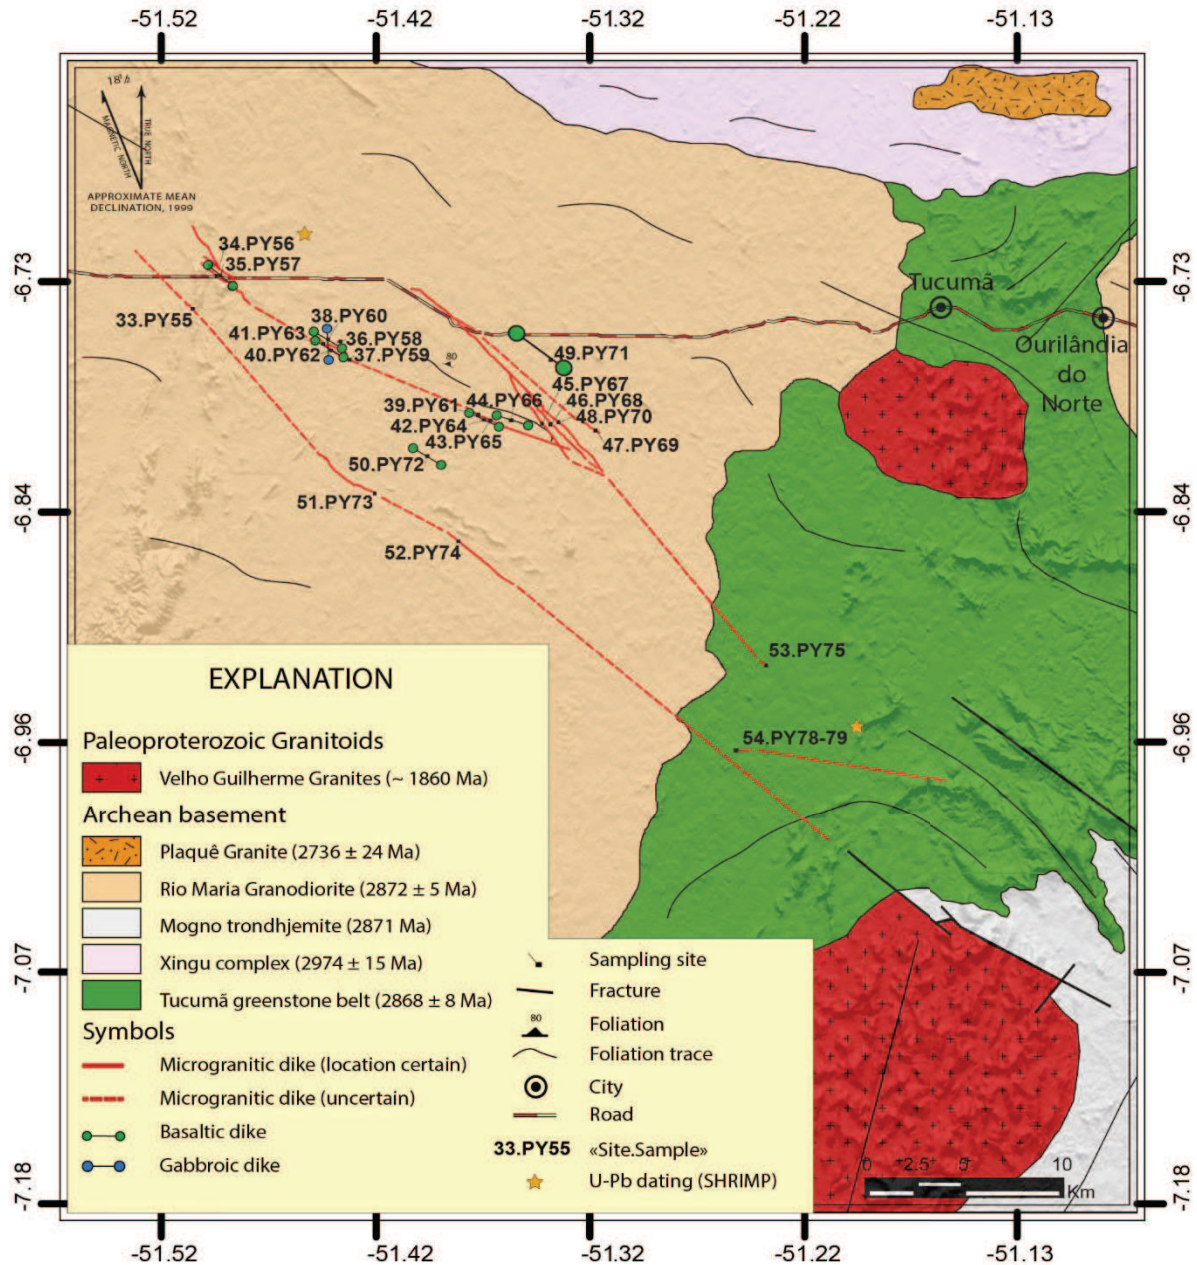 -51.52
-51.42
-51.32
-51.22
-51.13
18°
MAGNETIC NORTH
TRUE NORTH
APPROXIMATE MEAN
DECLINATION, 1999
-6.73
-6.73
34.PY56
35.PY57
33.PY55
38.PY60
41.PY63
36.PY58
40.PY62
37.PY59
80
Tucumã
Ourilândia
do
Norte
49.PY71
45.PY67
39.PY61
44.PY66
46.PY68
42.PY64
48.PY70
43.PY65
47.PY69
50.PY72
51.PY73
52.PY74
-6.84
-6.84
53.PY75
54.PY78-79
-6.96
-6.96
EXPLANATION
Paleoproterozoic Granitoids
Velho Guilherme Granites (~ 1860 Ma)
Archean basement
Plaquê Granite (2736 ± 24 Ma)
Rio Maria Granodiorite (2872 ± 5 Ma)
Mogno trondhjemite (2871 Ma)
Xingu complex (2974 ± 15 Ma)
Tucumã greenstone belt (2868 ± 8 Ma)
Symbols
Microgranitic dike (location certain)
Microgranitic dike (uncertain)
Basaltic dike
Gabbroic dike
Sampling site
Fracture
80
Foliation
Foliation trace
City
Road
33.PY55 «Site.Sample»
U-Pb dating (SHRIMP)
-7.07
-7.07
0 2.5 5 10
Km
-7.18
-7.18
-51.52
-51.42
-51.32
-51.22
-51.13